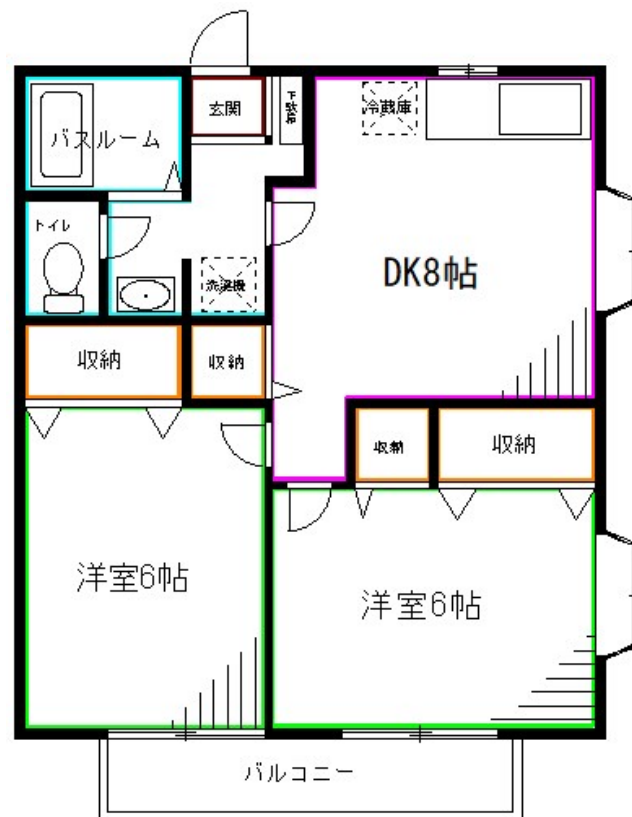 玄関
下駄箱
冷蔵庫
バスルーム
トイレ
洗濯機
DK8帖
収納
収納
収納
収納
洋室6帖
洋室6帖
バルコニー